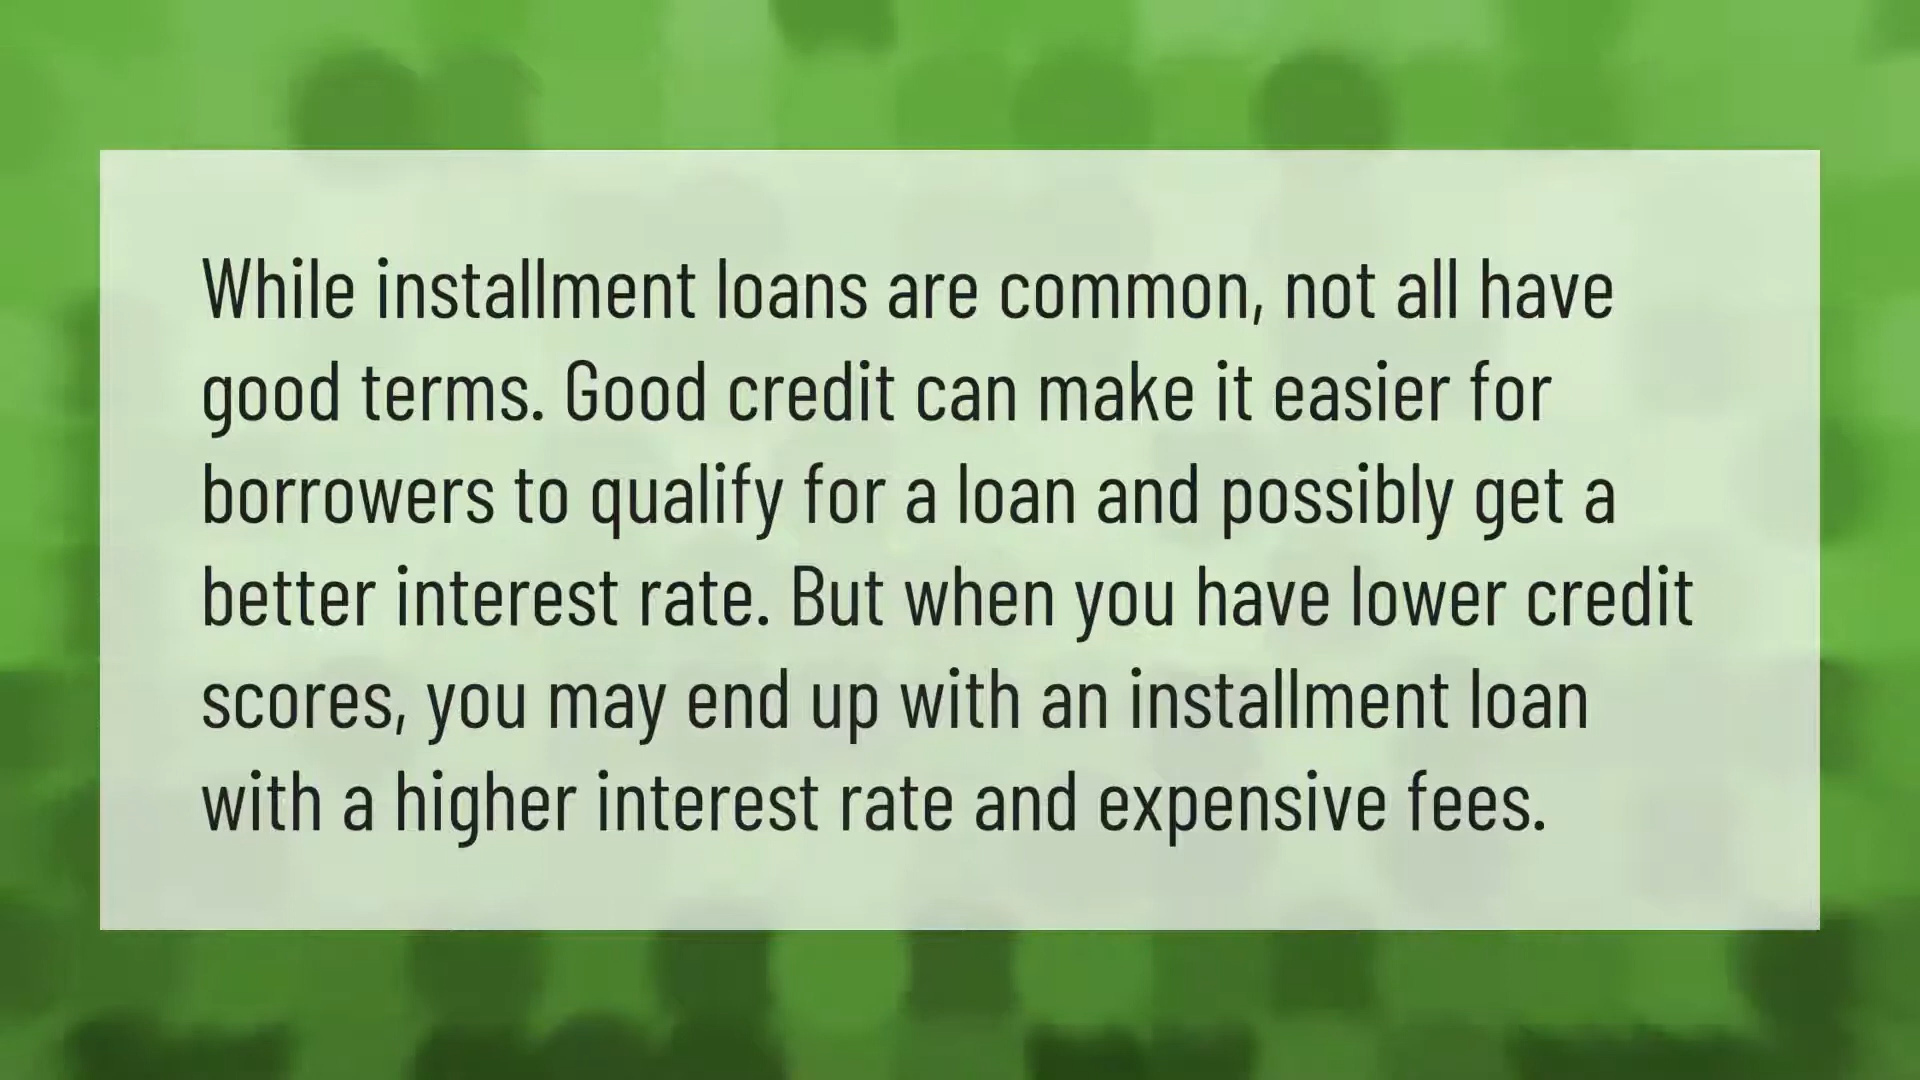 While installment loans are common, not all have
good terms. Good credit can make it easier for
borrowers to qualify for a loan and possibly get a
better interest rate. But when you have lower credit
scores, you may end up with an installment loan
with a higher interest rate and expensive fees.